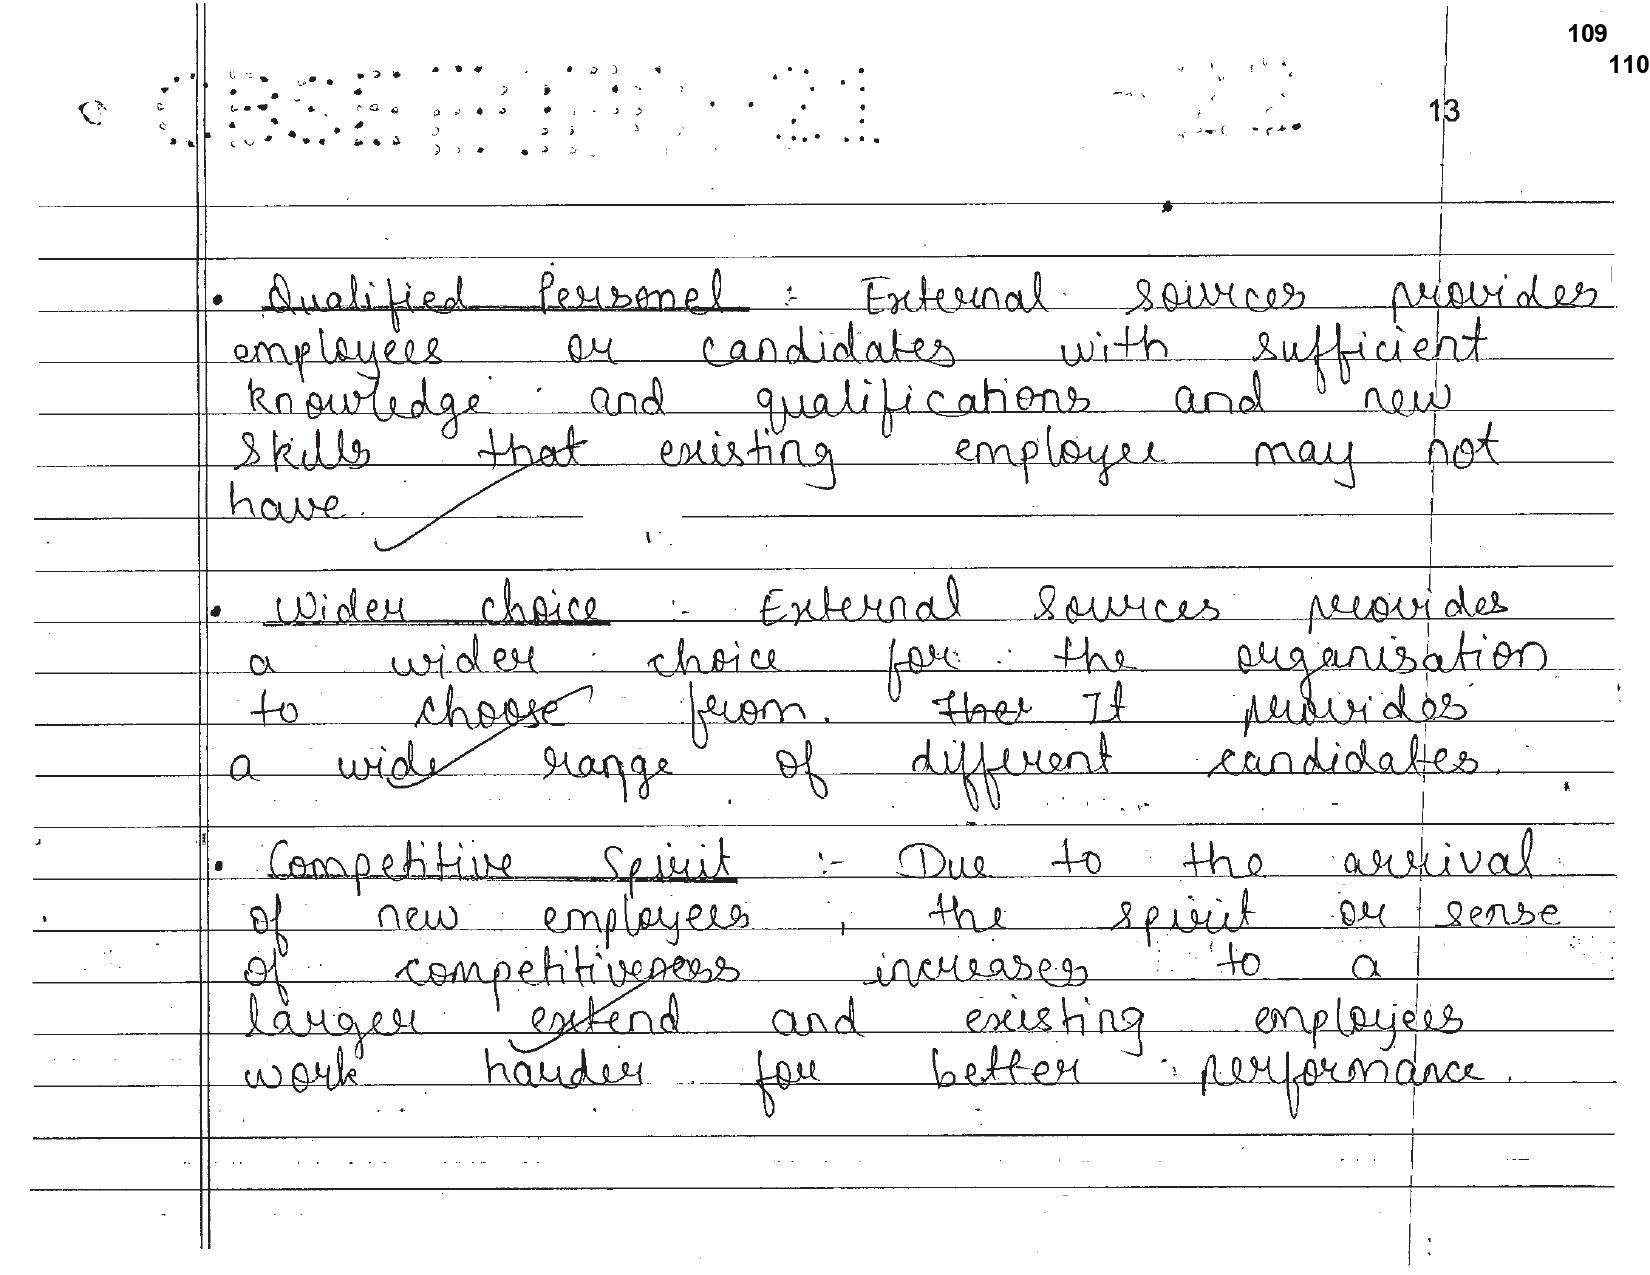 109
110
13
• Qualified Personel :- External sources provides
employees or candidates with sufficient
knowledge and qualifications and new
skills that existing employee may not
have.
• Wider choice :- External sources provides
a wider choice for the organisation
to choose from. Ther It provides
a wide range of different candidates.
• Competitive Spirit :- Due to the arrival
of new employees, the spirit or sense
of competitiveness increases to a
larger extend and existing employees
work harder for better performance.